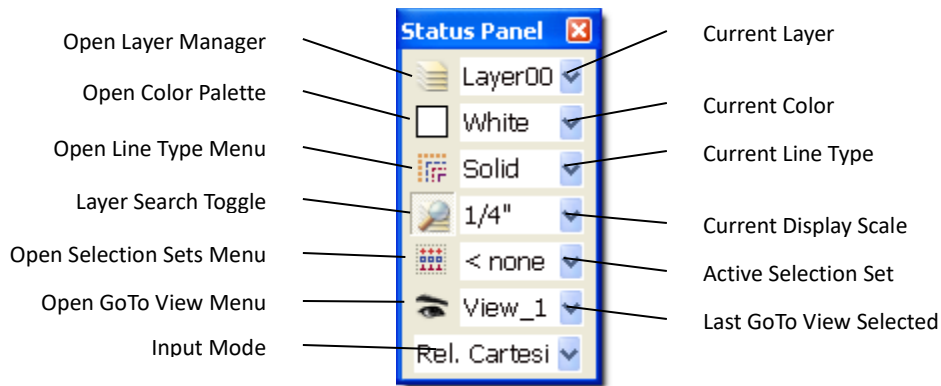 Status Panel
Open Layer Manager
Layer00
Current Layer
Open Color Palette
White
Current Color
Open Line Type Menu
Solid
Current Line Type
Layer Search Toggle
1/4"
Current Display Scale
Open Selection Sets Menu
< none
Active Selection Set
Open GoTo View Menu
View_1
Last GoTo View Selected
Input Mode
Rel. Cartesi